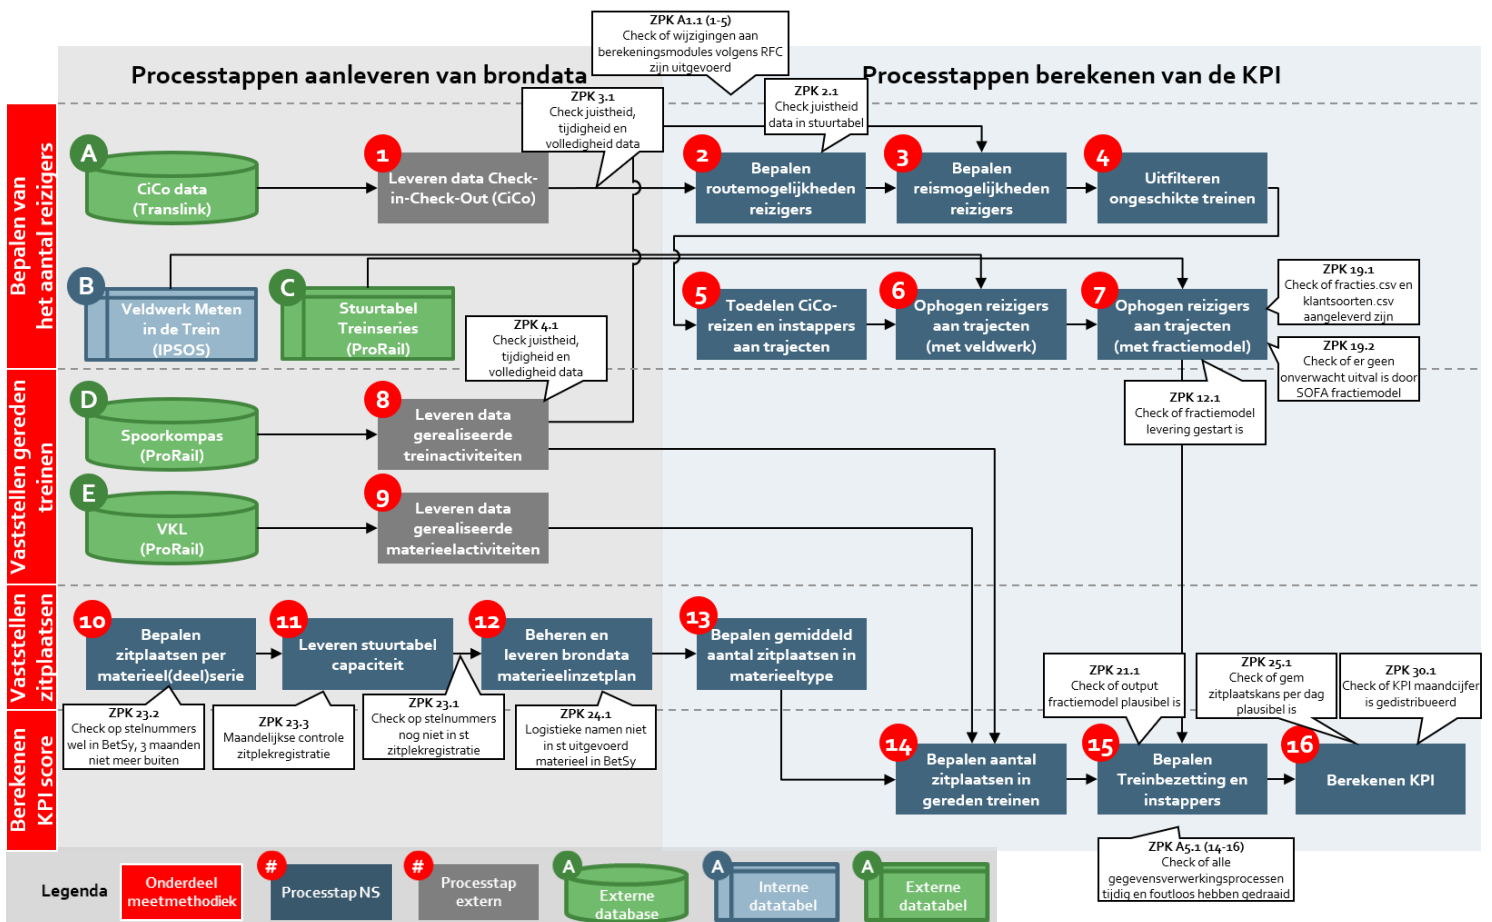 ZPK A1.1 (1-5)
Check of wijzigingen aan
berekeningsmodules volgens RFC
zijn uitgevoerd
Processtappen aanleveren van brondata
Processtappen berekenen van de KPI
ZPK 3.1
Check juistheid,
tijdigheid en
volledigheid data
ZPK 2.1
Check juistheid
data in stuurtabel
Bepalen van
het aantal reizigers
A
CiCo data
(Translink)
1
Leveren data Check-
in-Check-Out (CiCo)
2
Bepalen
routemogelijkheden
reizigers
3
Bepalen
reismogelijkheden
reizigers
4
Uitfilteren
ongeschikte treinen
B
Veldwerk Meten
in de Trein
(IPSOS)
C
Stuurtabel
Treinseries
(ProRail)
5
Toedelen CiCo-
reizen en instappers
aan trajecten
6
Ophogen reizigers
aan trajecten
(met veldwerk)
7
Ophogen reizigers
aan trajecten
(met fractiemodel)
ZPK 19.1
Check of fracties.csv en
klantsoorten.csv
aangeleverd zijn
ZPK 4.1
Check juistheid,
tijdigheid en
volledigheid data
ZPK 19.2
Check of er geen
onverwacht uitval is door
SOFA fractiemodel
ZPK 12.1
Check of fractiemodel
levering gestart is
Vaststellen gereden
treinen
D
Spoorkompas
(ProRail)
8
Leveren data
gerealiseerde
treinactiviteiten
E
VKL
(ProRail)
9
Leveren data
gerealiseerde
materieelactiviteiten
Vaststellen
zitplaatsen
10
Bepalen
zitplaatsen per
materieel(deel)serie
11
Leveren stuurtabel
capaciteit
12
Beheren en
leveren brondata
materieelinzetplan
13
Bepalen gemiddeld
aantal zitplaatsen in
materieeltype
ZPK 23.2
Check op stelnummers
wel in BetSy, 3 maanden
niet meer buiten
ZPK 23.3
Maandelijkse controle
zitplekregistratie
ZPK 23.1
Check op stelnummers
nog niet in st
zitplekregistratie
ZPK 24.1
Logistieke namen niet
in st uitgevoerd
materieel in BetSy
ZPK 21.1
Check of output
fractiemodel plausibel is
ZPK 25.1
Check of gem
zitplaatskans per dag
plausibel is
ZPK 30.1
Check of KPI maandcijfer
is gedistribueerd
Berekenen
KPI score
14
Bepalen aantal
zitplaatsen in
gereden treinen
15
Bepalen
Treinbezetting en
instappers
16
Berekenen KPI
ZPK A5.1 (14-16)
Check of alle
gegevensverwerkingsprocessen
tijdig en foutloos hebben gedraaid
Legenda
Onderdeel
meetmethodiek
#
Processtap NS
#
Processtap
extern
A
Externe
database
A
Interne
datatabel
A
Externe
datatabel